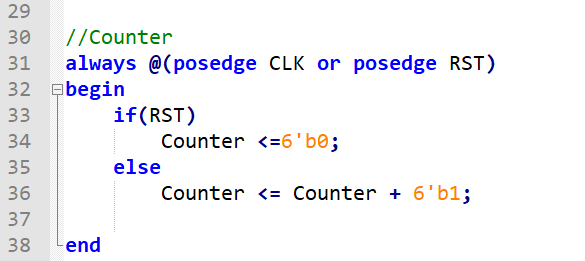 29
30 //Counter
31 always @(posedge CLK or posedge RST)
32 begin
33 if(RST)
34 Counter <=6'b0;
35 else
36 Counter <= Counter + 6'b1;
37
38 end